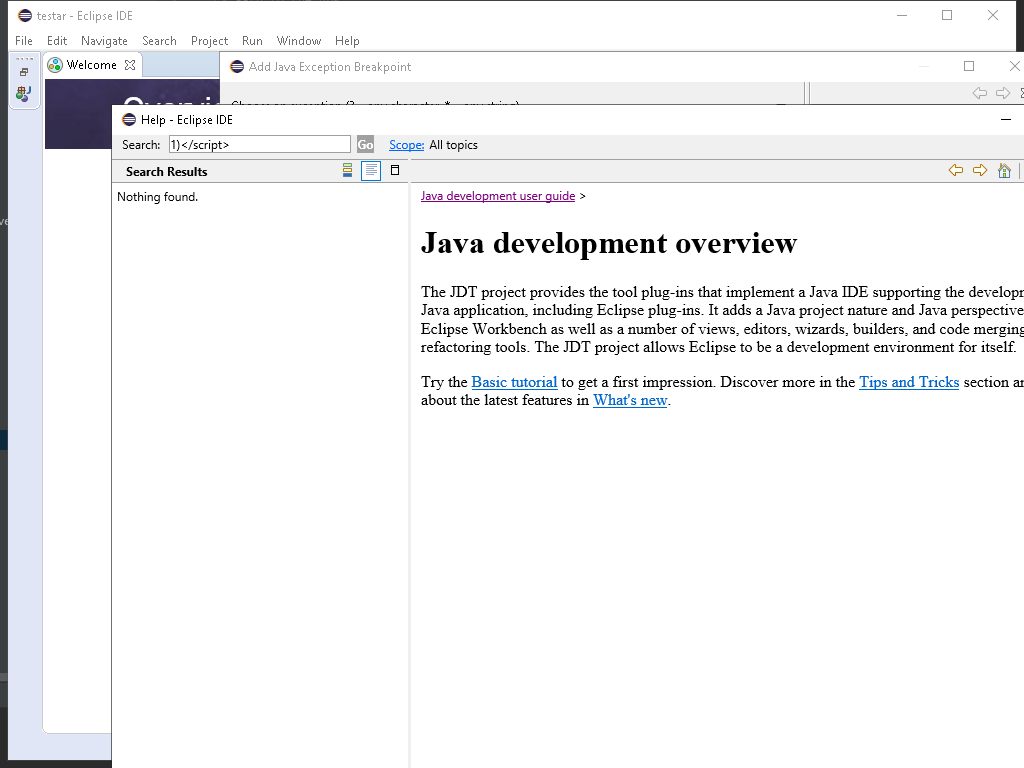 testar - Eclipse IDE
File Edit Navigate Search Project Run Window Help
Welcome
Add Java Exception Breakpoint
Help - Eclipse IDE
Search: 1)</script> Go Scope: All topics
Search Results
Nothing found.
Java development user guide >
Java development overview
The JDT project provides the tool plug-ins that implement a Java IDE supporting the
Java application, including Eclipse plug-ins. It adds a Java project nature and Java perspective
Eclipse Workbench as well as a number of views, editors, wizards, builders, and code merging
refactoring tools. The JDT project allows Eclipse to be a development environment for itself.
Try the Basic tutorial to get a first impression. Discover more in the Tips and Tricks section
about the latest features in What's new.